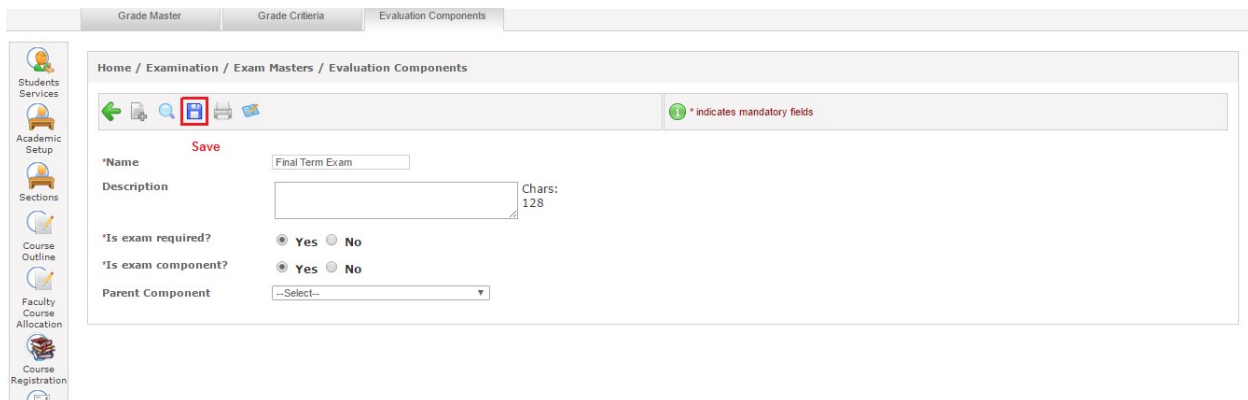 Grade Master Grade Critieria Evaluation Components
Students
Services
Academic
Setup
Sections
Course
Outline
Faculty
Course
Allocation
Course
Registration
Home / Examination / Exam Masters / Evaluation Components
* indicates mandatory fields
Save
*Name Final Term Exam
Description Chars:
128
*Is exam required? Yes No
*Is exam component? Yes No
Parent Component --Select--